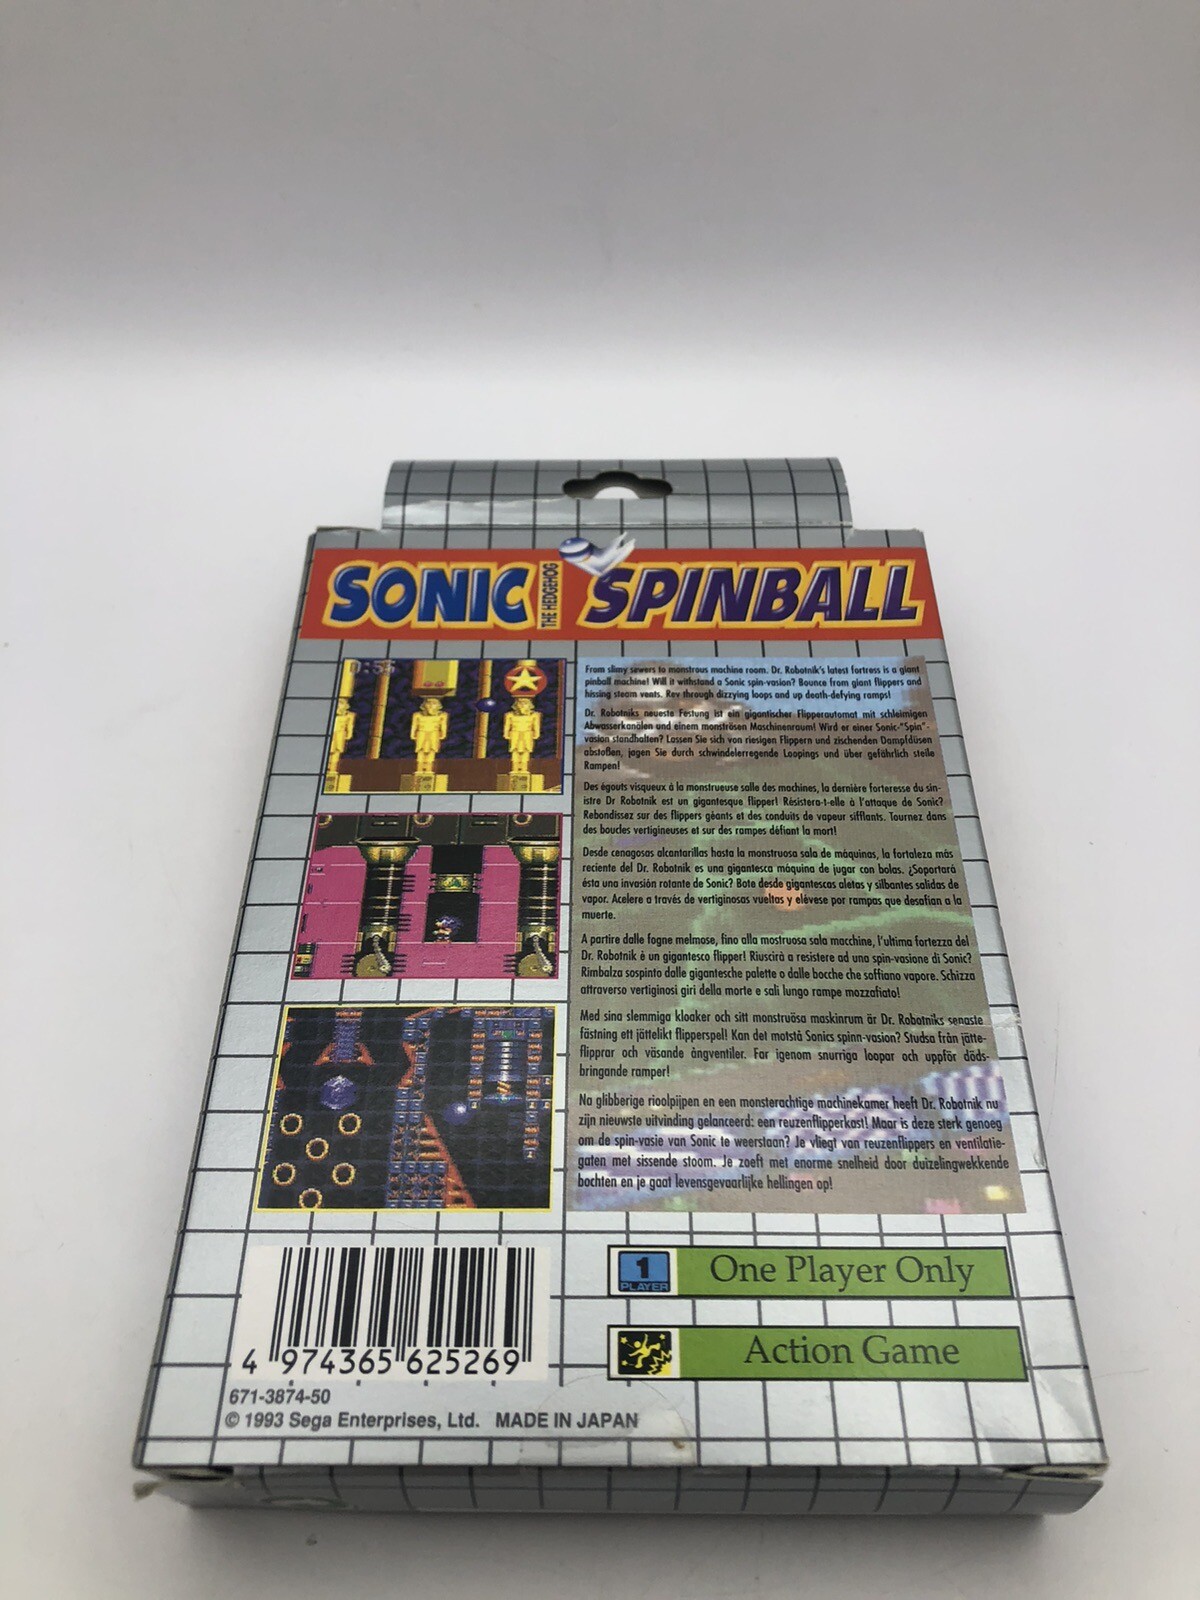 SONIC THE HEDGEHOG SPINBALL
0:55
From slimy sewers to monstrous machine room. Dr. Robotnik's latest fortress is a giant
pinball machine! Will it withstand a Sonic spin-vasion? Bounce from giant flippers and
hissing steam vents. Rev through dizzying loops and up death-defying ramps!
Dr. Robotniks neueste Festung ist ein gigantischer Flipperautomat mit schleimigen
Abwasserkanälen und einem monströsen Maschinenraum! Wird er einer Sonic-"Spin"-
vasion standhalten? Lassen Sie sich von riesigen Flippern und zischenden Dampfdüsen
abstoßen, jagen Sie durch schwindelerregende Loopings und über gefährlich steile
Rampen!
Des égouts visqueux à la monstrueuse salle des machines, la dernière forteresse du sin-
istre Dr Robotnik est un gigantesque flipper! Résistera-t-elle à l'attaque de Sonic?
Rebondissez sur des flippers géants et des conduits de vapeur sifflants. Tournez dans
des boucles vertigineuses et sur des rampes défiant la mort!
Desde cenagosas alcantarillas hasta la monstruosa sala de máquinas, la fortaleza más
reciente del Dr. Robotnik es una gigantesca máquina de jugar con bolas. ¿Soportará
ésta una invasión rotante de Sonic? Bote desde gigantescas aletas y silbantes salidas de
vapor. Acelere a través de vertiginosas vueltas y elévese por rampas que desafian a la
muerte.
A partire dalle fogne melmose, fino alla mostruosa sala macchine, l'ultima fortezza del
Dr. Robotnik è un gigantesco flipper! Riuscirà a resistere ad una spin-vasione di Sonic?
Rimbalza sospinto dalle gigantesche palette o dalle bocche che soffiano vapore. Schizza
attraverso vertiginosi giri della morte e sali lungo rampe mozzafiato!
Med sina slemmiga kloaker och sitt monstruösa maskinrum är Dr. Robotniks senaste
fästning ett jättelikt flipperspel! Kan det motstå Sonics spinn-vasion? Studsa från jätte-
flipprar och väsande ångventiler. Far igenom snurriga loopar och uppför döds-
bringande ramper!
Na glibberige rioolpijpen en een monsterachtige machinekamer heeft Dr. Robotnik nu
zijn nieuwste uitvinding gelanceerd: een reuzenflipperkast! Maar is deze sterk genoeg
om de spin-vasie van Sonic te weerstaan? Je vliegt van reuzenflippers en ventilatie-
gaten met sissende stoom. Je zoeft met enorme snelheid door duizelingwekkende
bochten en je gaat levensgevaarlijke hellingen op!
1 PLAYER One Player Only
Action Game
4 974365 625269
671-3874-50
© 1993 Sega Enterprises, Ltd. MADE IN JAPAN